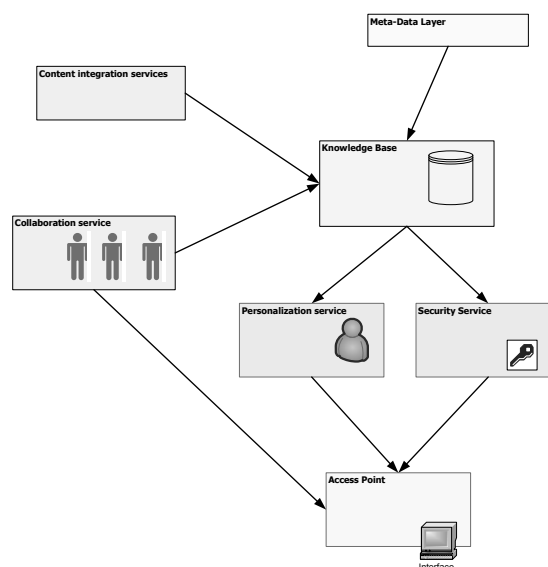 Meta-Data Layer
Content integration services
Knowledge Base
Collaboration service
Personalization service
Security Service
Access Point
Interface